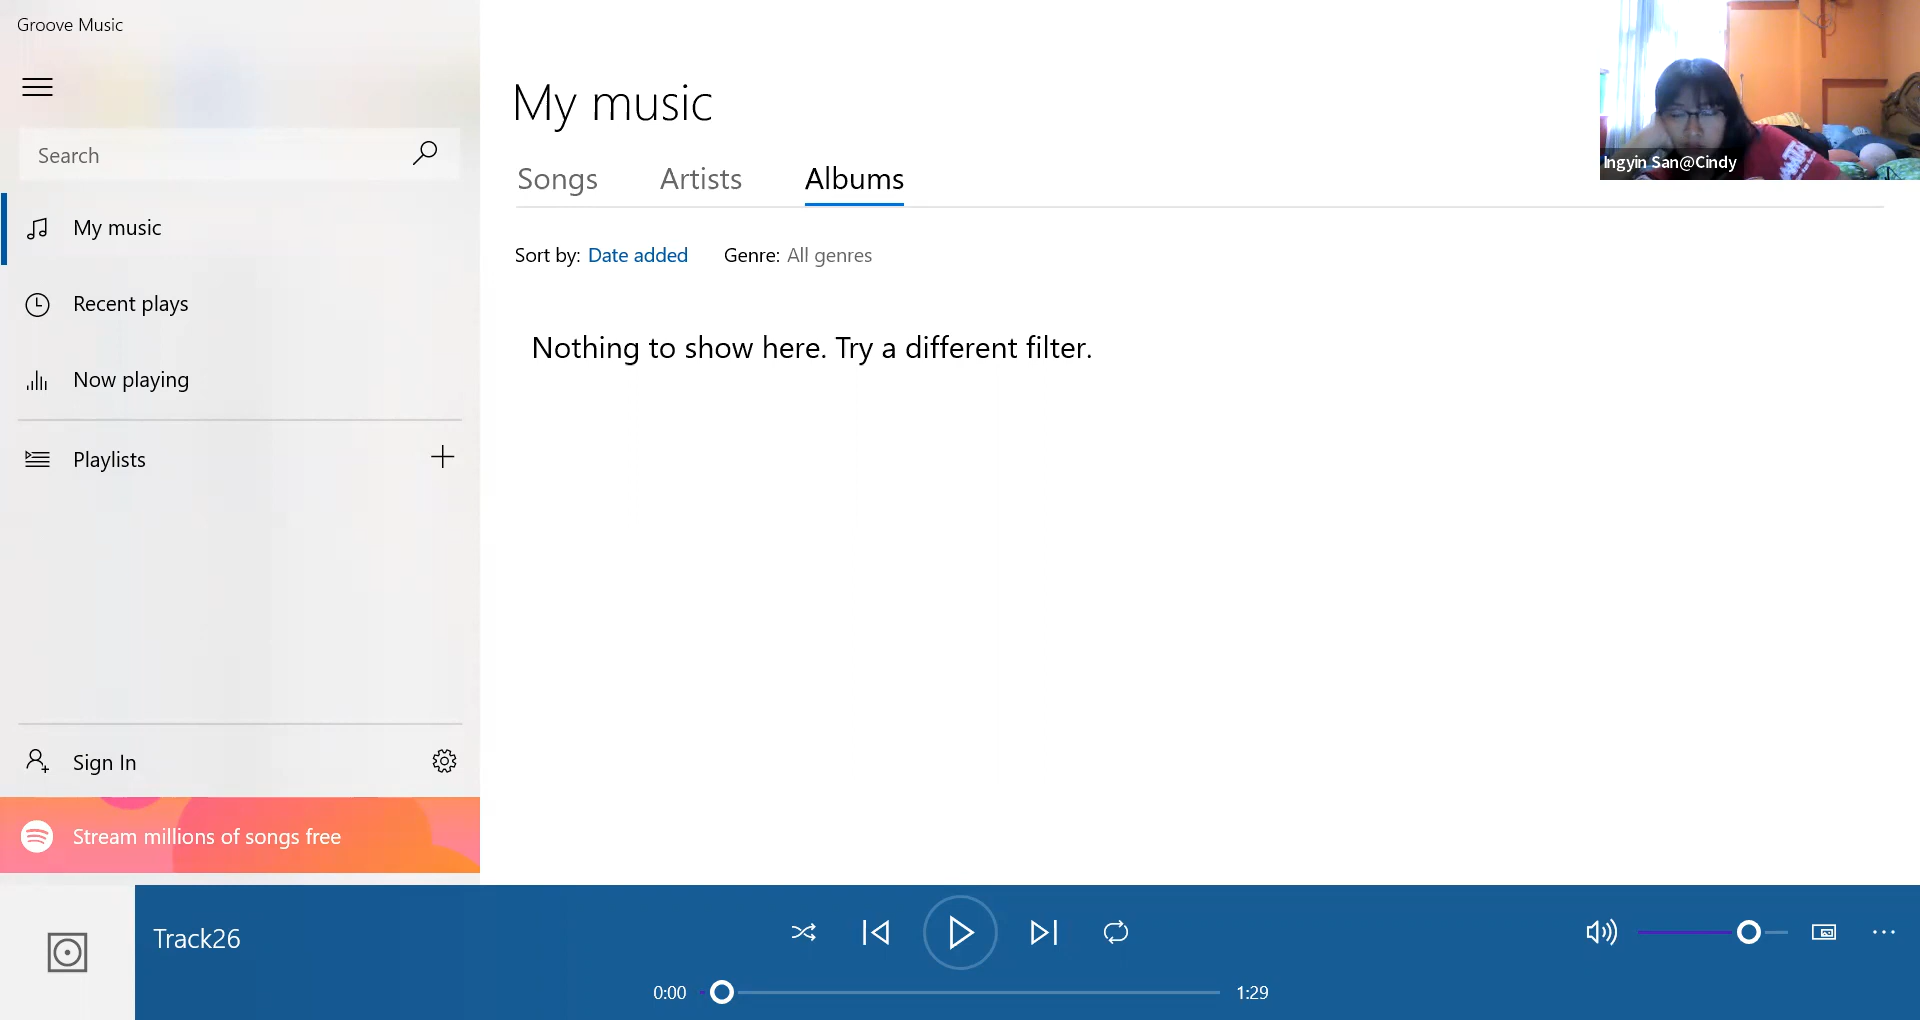 Groove Music
Search
My music
Recent plays
Now playing
Playlists
Sign In
Stream millions of songs free
My music
Songs Artists Albums
Sort by: Date added Genre: All genres
Nothing to show here. Try a different filter.
Ingyin San@Cindy
Track26
0:00 1:29